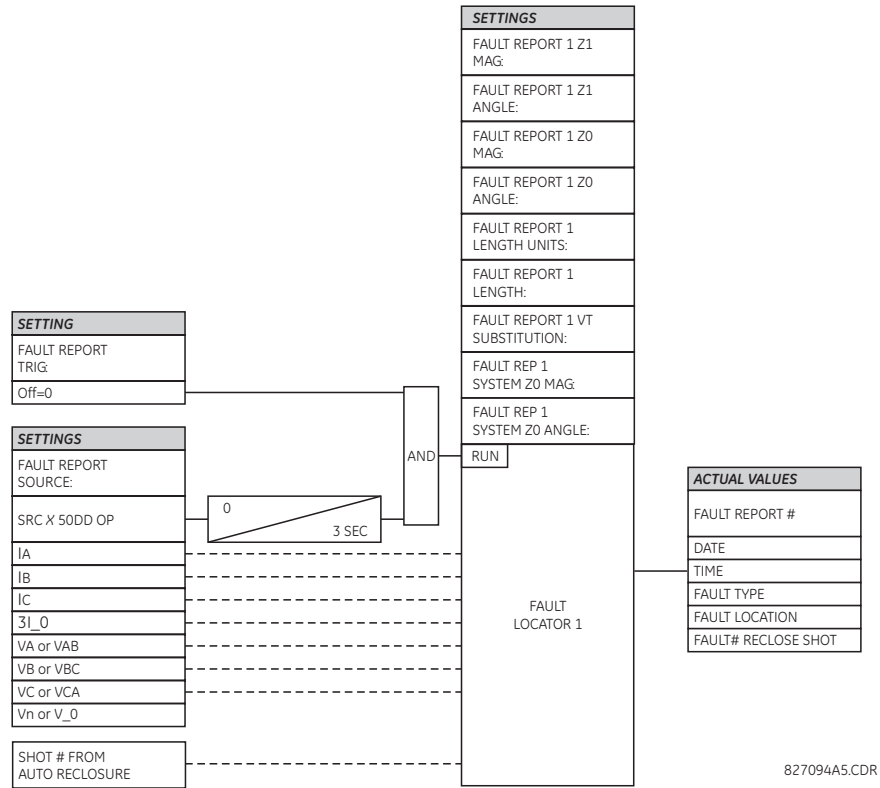 SETTINGS
FAULT REPORT 1 Z1
MAG:
FAULT REPORT 1 Z1
ANGLE:
FAULT REPORT 1 Z0
MAG:
FAULT REPORT 1 Z0
ANGLE:
FAULT REPORT 1
LENGTH UNITS:
FAULT REPORT 1
LENGTH:
FAULT REPORT 1 VT
SUBSTITUTION:
FAULT REP 1
SYSTEM Z0 MAG:
FAULT REP 1
SYSTEM Z0 ANGLE:
SETTING
FAULT REPORT
TRIG:
Off=0
SETTINGS
FAULT REPORT
SOURCE:
SRC X 50DD OP
IA
IB
IC
3I_0
VA or VAB
VB or VBC
VC or VCA
Vn or V_0
SHOT # FROM
AUTO RECLOSURE
0
3 SEC
AND
RUN
FAULT
LOCATOR 1
ACTUAL VALUES
FAULT REPORT #
DATE
TIME
FAULT TYPE
FAULT LOCATION
FAULT# RECLOSE SHOT
827094A5.CDR